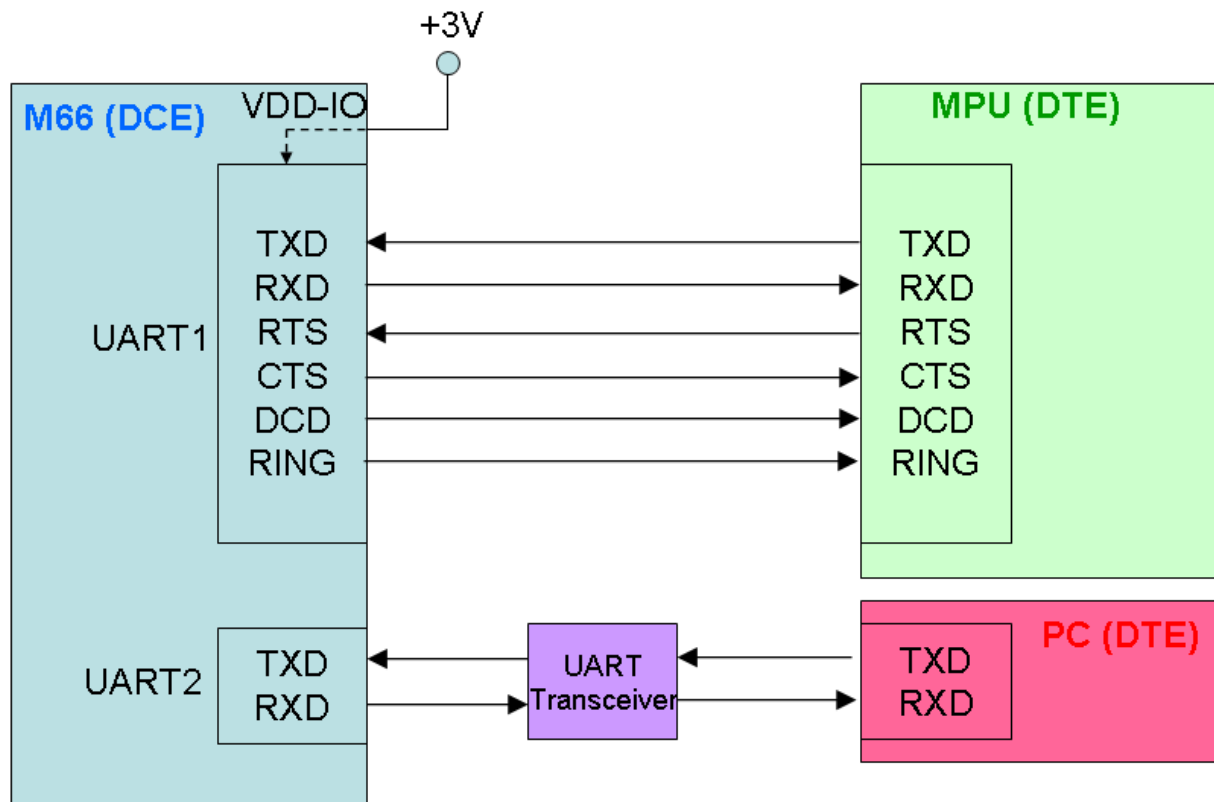 +3V
M66 (DCE)
VDD-IO
MPU (DTE)
UART1
TXD
RXD
RTS
CTS
DCD
RING
TXD
RXD
RTS
CTS
DCD
RING
UART2
TXD
RXD
UART
Transceiver
PC (DTE)
TXD
RXD